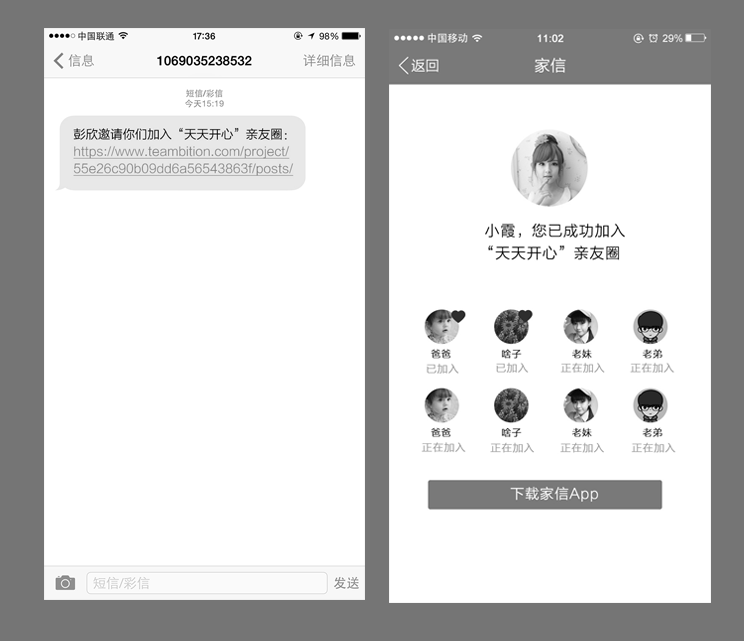 中国联通
17:36
98%
信息
1069035238532
详细信息
短信/彩信
今天15:19
彭欣邀请你们加入“天天开心”亲友圈：
https://www.teambition.com/project/
55e26c90b09dd6a56543863f/posts/
短信/彩信
发送
中国移动
11:02
29%
返回
家信
小霞，您已成功加入
“天天开心”亲友圈
爸爸
啥子
老妹
老弟
已加入
已加入
正在加入
正在加入
爸爸
啥子
老妹
老弟
正在加入
正在加入
正在加入
正在加入
下载家信App